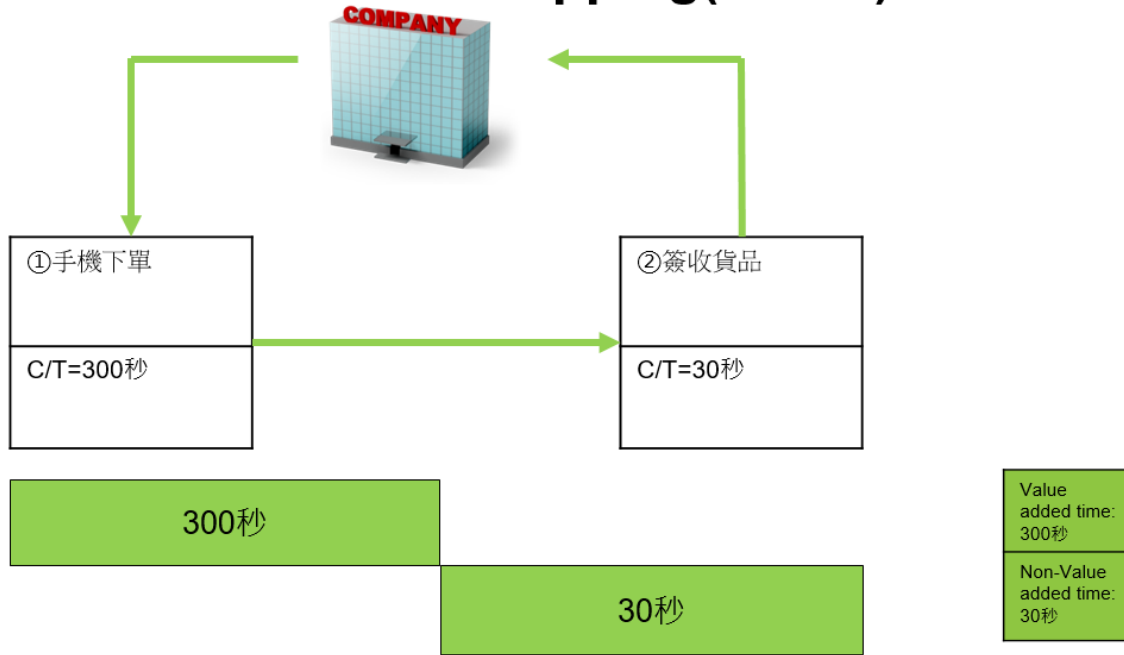 COMPANY
①手機下單
C/T=300秒
②簽收貨品
C/T=30秒
300秒
30秒
Value
added time:
300秒
Non-Value
added time:
30秒